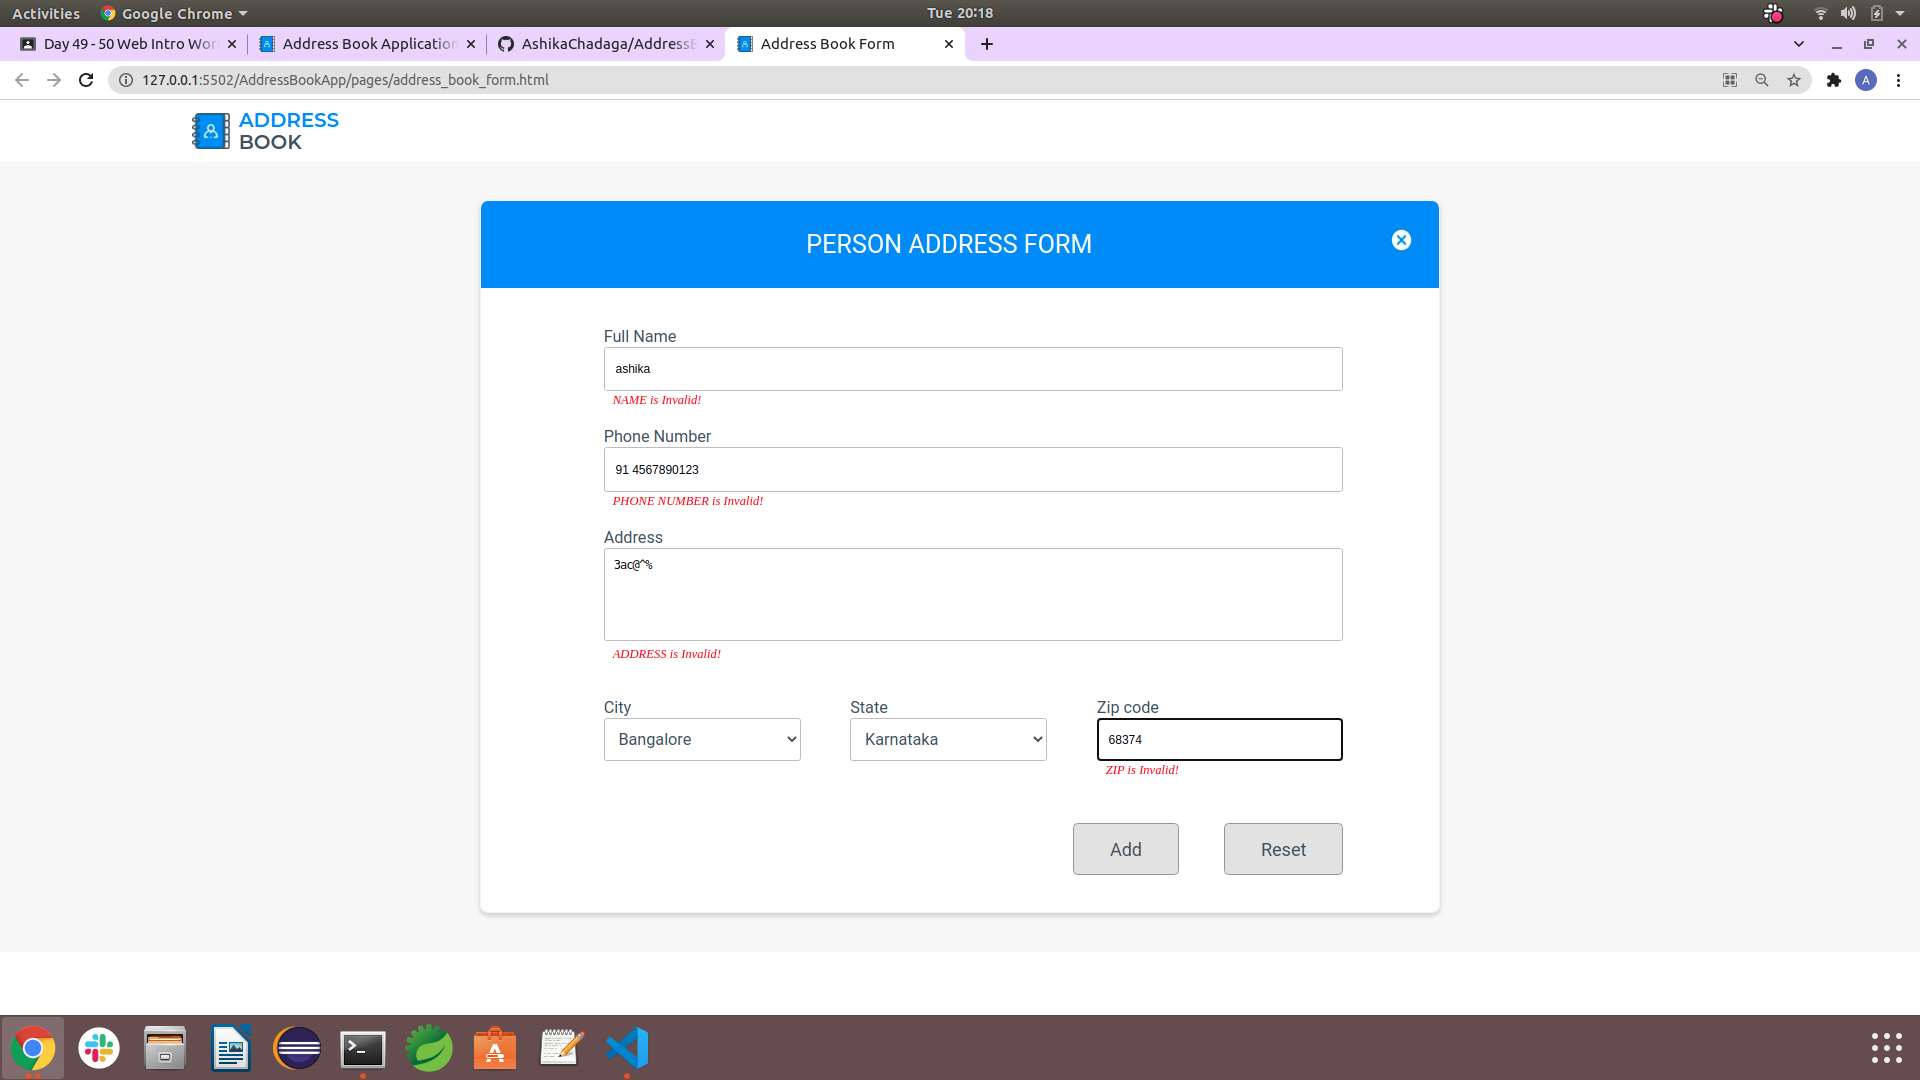 Activities Google Chrome Tue 20:18
Day 49 - 50 Web Intro Wor Address Book Application AshikaChadaga/AddressB Address Book Form
127.0.0.1:5502/AddressBookApp/pages/address_book_form.html A
ADDRESS
BOOK
PERSON ADDRESS FORM
Full Name
ashika
NAME is Invalid!
Phone Number
91 4567890123
PHONE NUMBER is Invalid!
Address
3ac@^%
ADDRESS is Invalid!
City State Zip code
Bangalore Karnataka 68374
ZIP is Invalid!
Add Reset